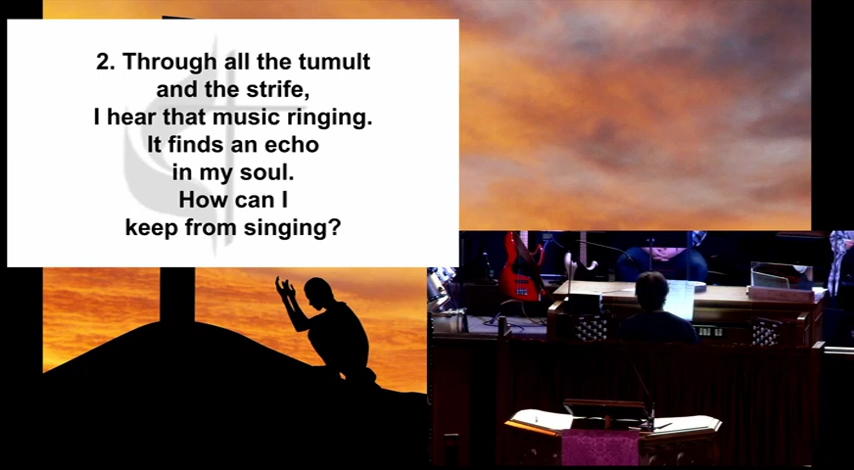 2. Through all the tumult
and the strife,
I hear that music ringing.
It finds an echo
in my soul.
How can I
keep from singing?